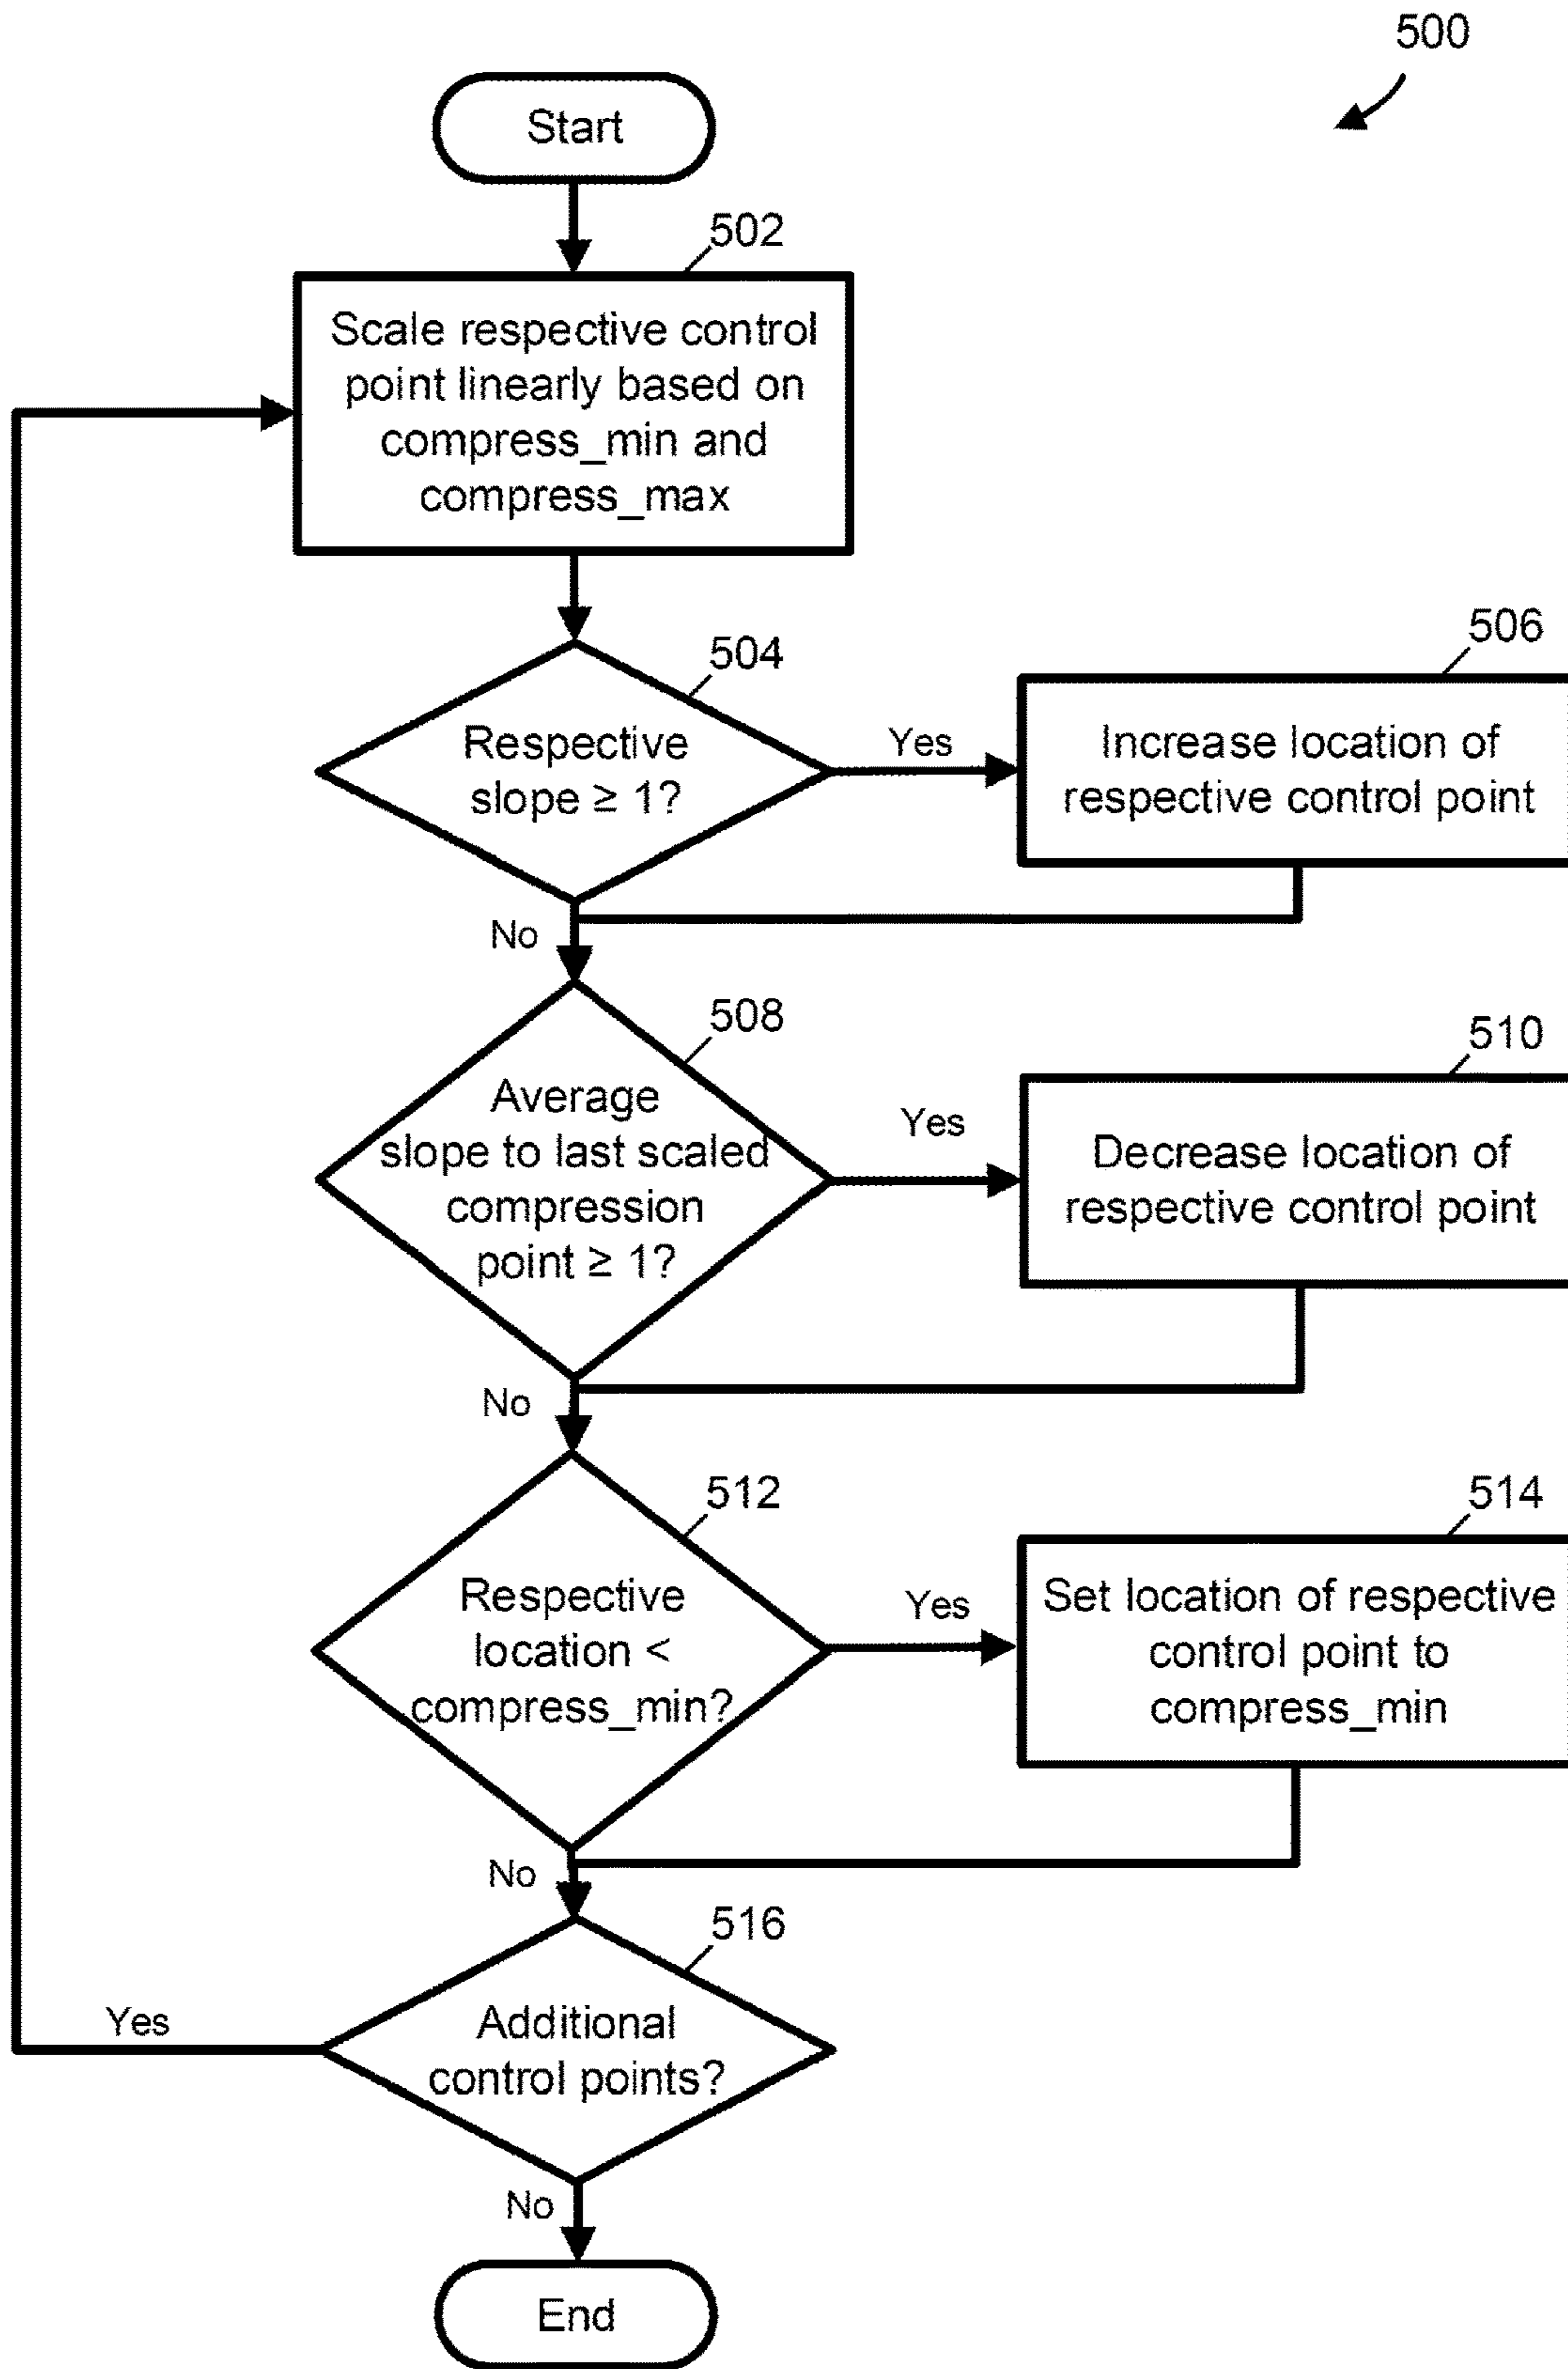 500
Start
502
Scale respective control
point linearly based on
compress_min and
compress_max
504
Respective
slope ≥ 1?
Yes
506
Increase location of
respective control point
No
508
Average
slope to last scaled
compression
point ≥ 1?
Yes
510
Decrease location of
respective control point
No
512
Respective
location <
compress_min?
Yes
514
Set location of respective
control point to
compress_min
No
516
Additional
control points?
Yes
No
End